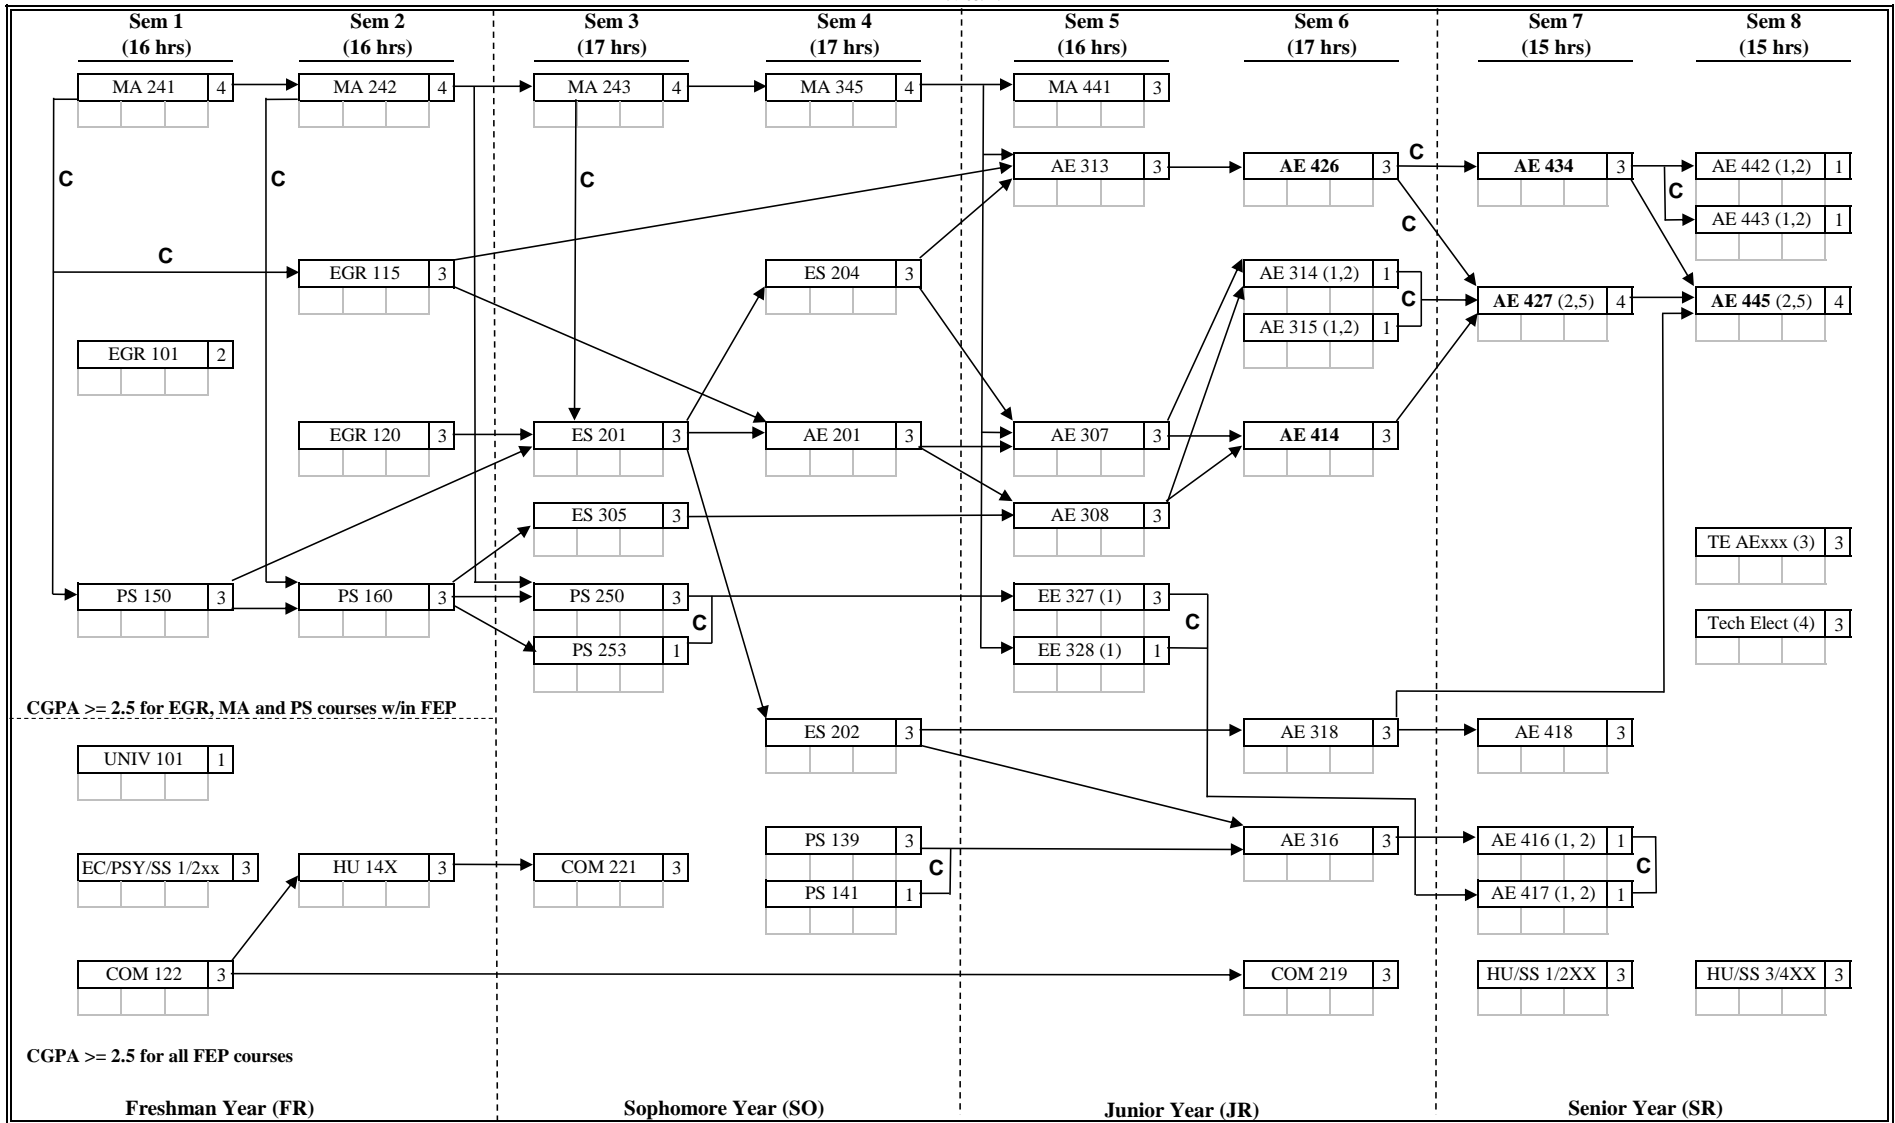 Sem 1
(16 hrs)
Sem 2
(16 hrs)
Sem 3
(17 hrs)
Sem 4
(17 hrs)
Sem 5
(16 hrs)
Sem 6
(17 hrs)
Sem 7
(15 hrs)
Sem 8
(15 hrs)
MA 241 4
MA 242 4
MA 243 4
MA 345 4
MA 441 3
AE 313 3
AE 426 3
C
AE 434 3
AE 442 (1,2) 1
C
C
C
C
AE 443 (1,2) 1
C
C
EGR 115 3
ES 204 3
AE 314 (1,2) 1
C
AE 315 (1,2) 1
AE 427 (2,5) 4
AE 445 (2,5) 4
EGR 101 2
EGR 120 3
ES 201 3
AE 201 3
AE 307 3
AE 414 3
ES 305 3
AE 308 3
TE AExxx (3) 3
PS 150 3
PS 160 3
PS 250 3
C
PS 253 1
EE 327 (1) 3
C
EE 328 (1) 1
Tech Elect (4) 3
CGPA >= 2.5 for EGR, MA and PS courses w/in FEP
ES 202 3
AE 318 3
AE 418 3
UNIV 101 1
PS 139 3
C
PS 141 1
AE 316 3
AE 416 (1, 2) 1
C
AE 417 (1, 2) 1
EC/PSY/SS 1/2xx 3
HU 14X 3
COM 221 3
COM 122 3
COM 219 3
HU/SS 1/2XX 3
HU/SS 3/4XX 3
CGPA >= 2.5 for all FEP courses
Freshman Year (FR)
Sophomore Year (SO)
Junior Year (JR)
Senior Year (SR)